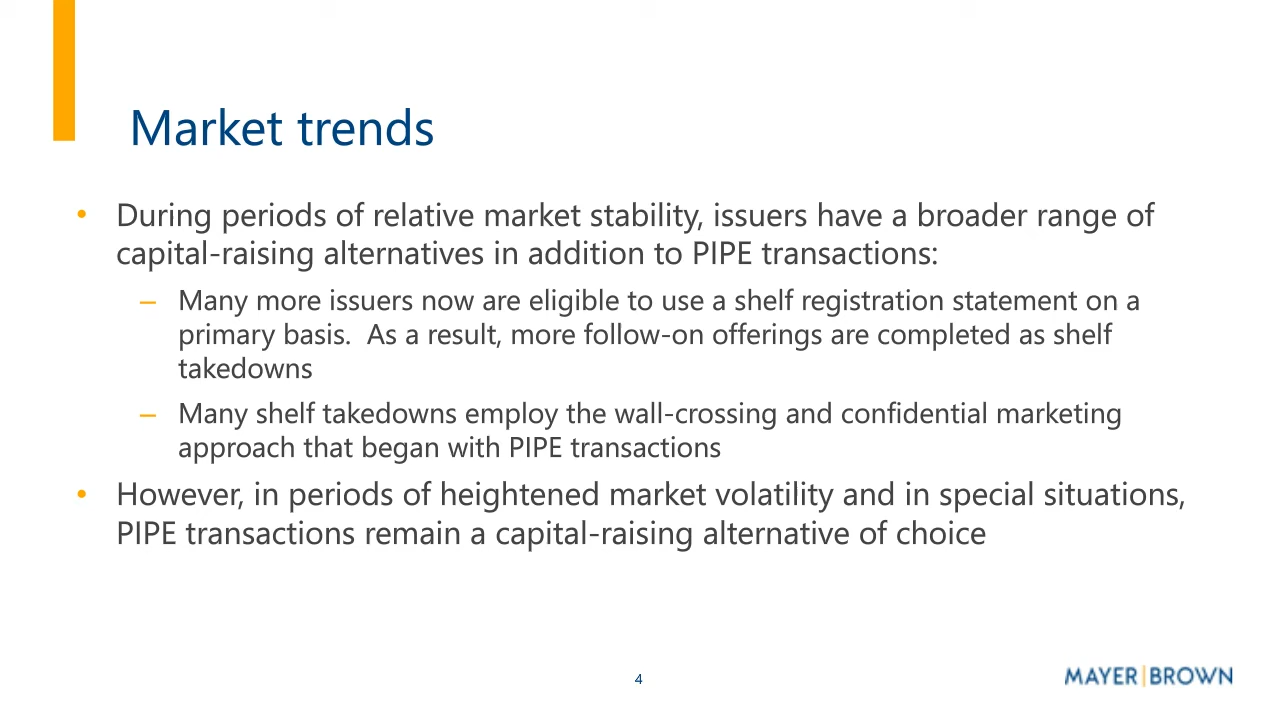 Market trends
• During periods of relative market stability, issuers have a broader range of
capital-raising alternatives in addition to PIPE transactions:
– Many more issuers now are eligible to use a shelf registration statement on a
primary basis.  As a result, more follow-on offerings are completed as shelf
takedowns
– Many shelf takedowns employ the wall-crossing and confidential marketing
approach that began with PIPE transactions
• However, in periods of heightened market volatility and in special situations,
PIPE transactions remain a capital-raising alternative of choice
4
MAYER|BROWN